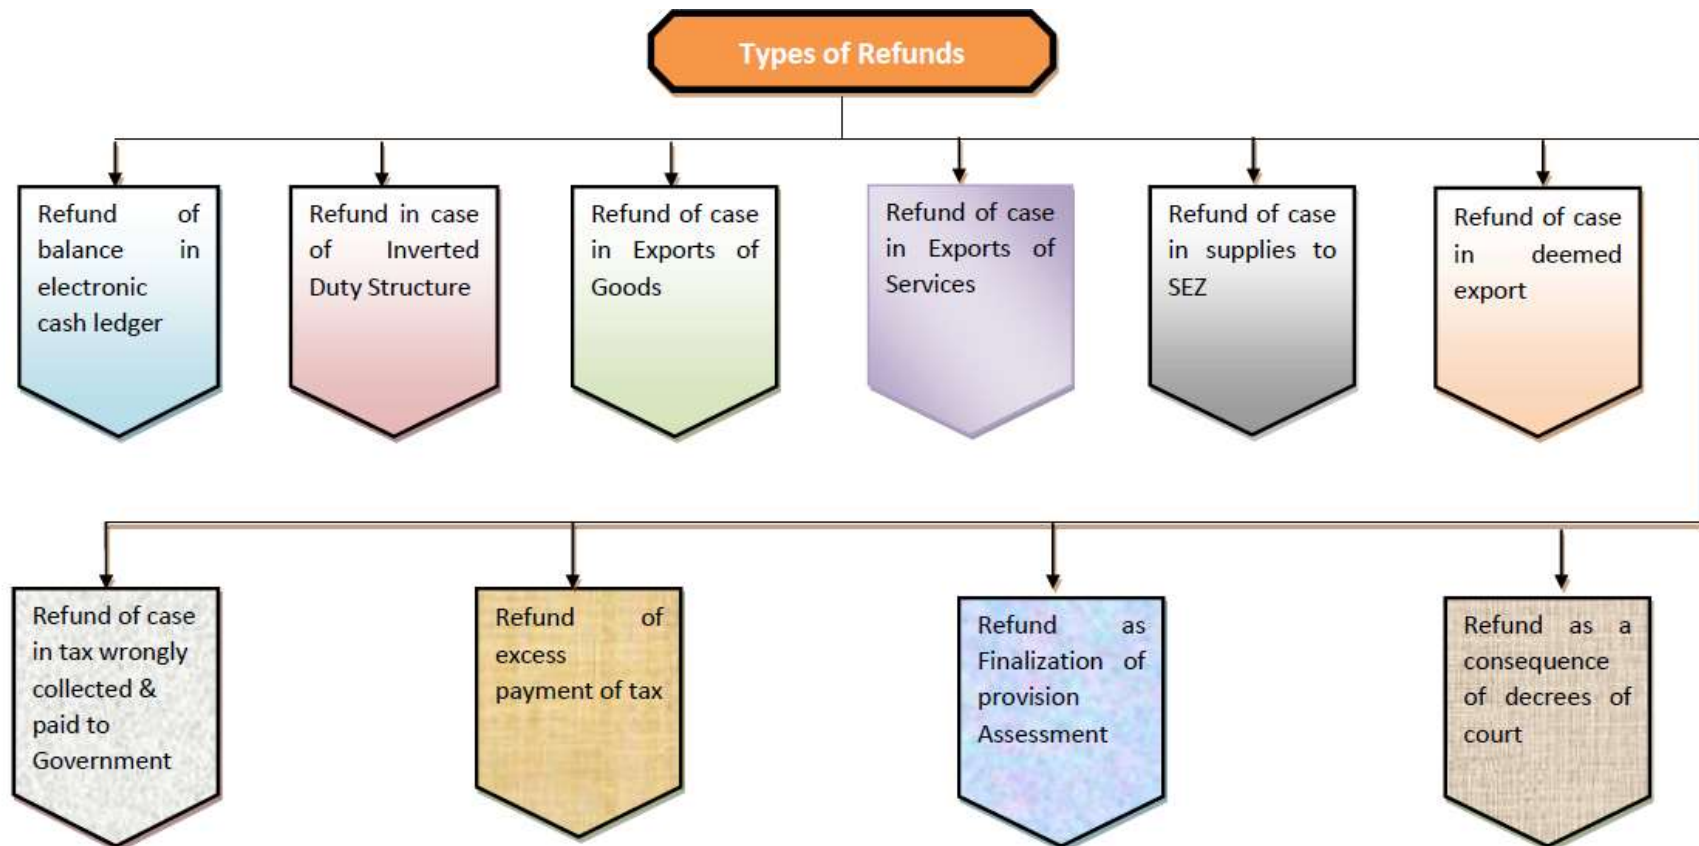 Types of Refunds
Refund of
balance in
electronic
cash ledger
Refund in case
of Inverted
Duty Structure
Refund of case
in Exports of
Goods
Refund of case
in Exports of
Services
Refund of case
in supplies to
SEZ
Refund of case
in deemed
export
Refund of case
in tax wrongly
collected &
paid to
Government
Refund of
excess
payment of tax
Refund as
Finalization of
provision
Assessment
Refund as a
consequence
of decrees of
court